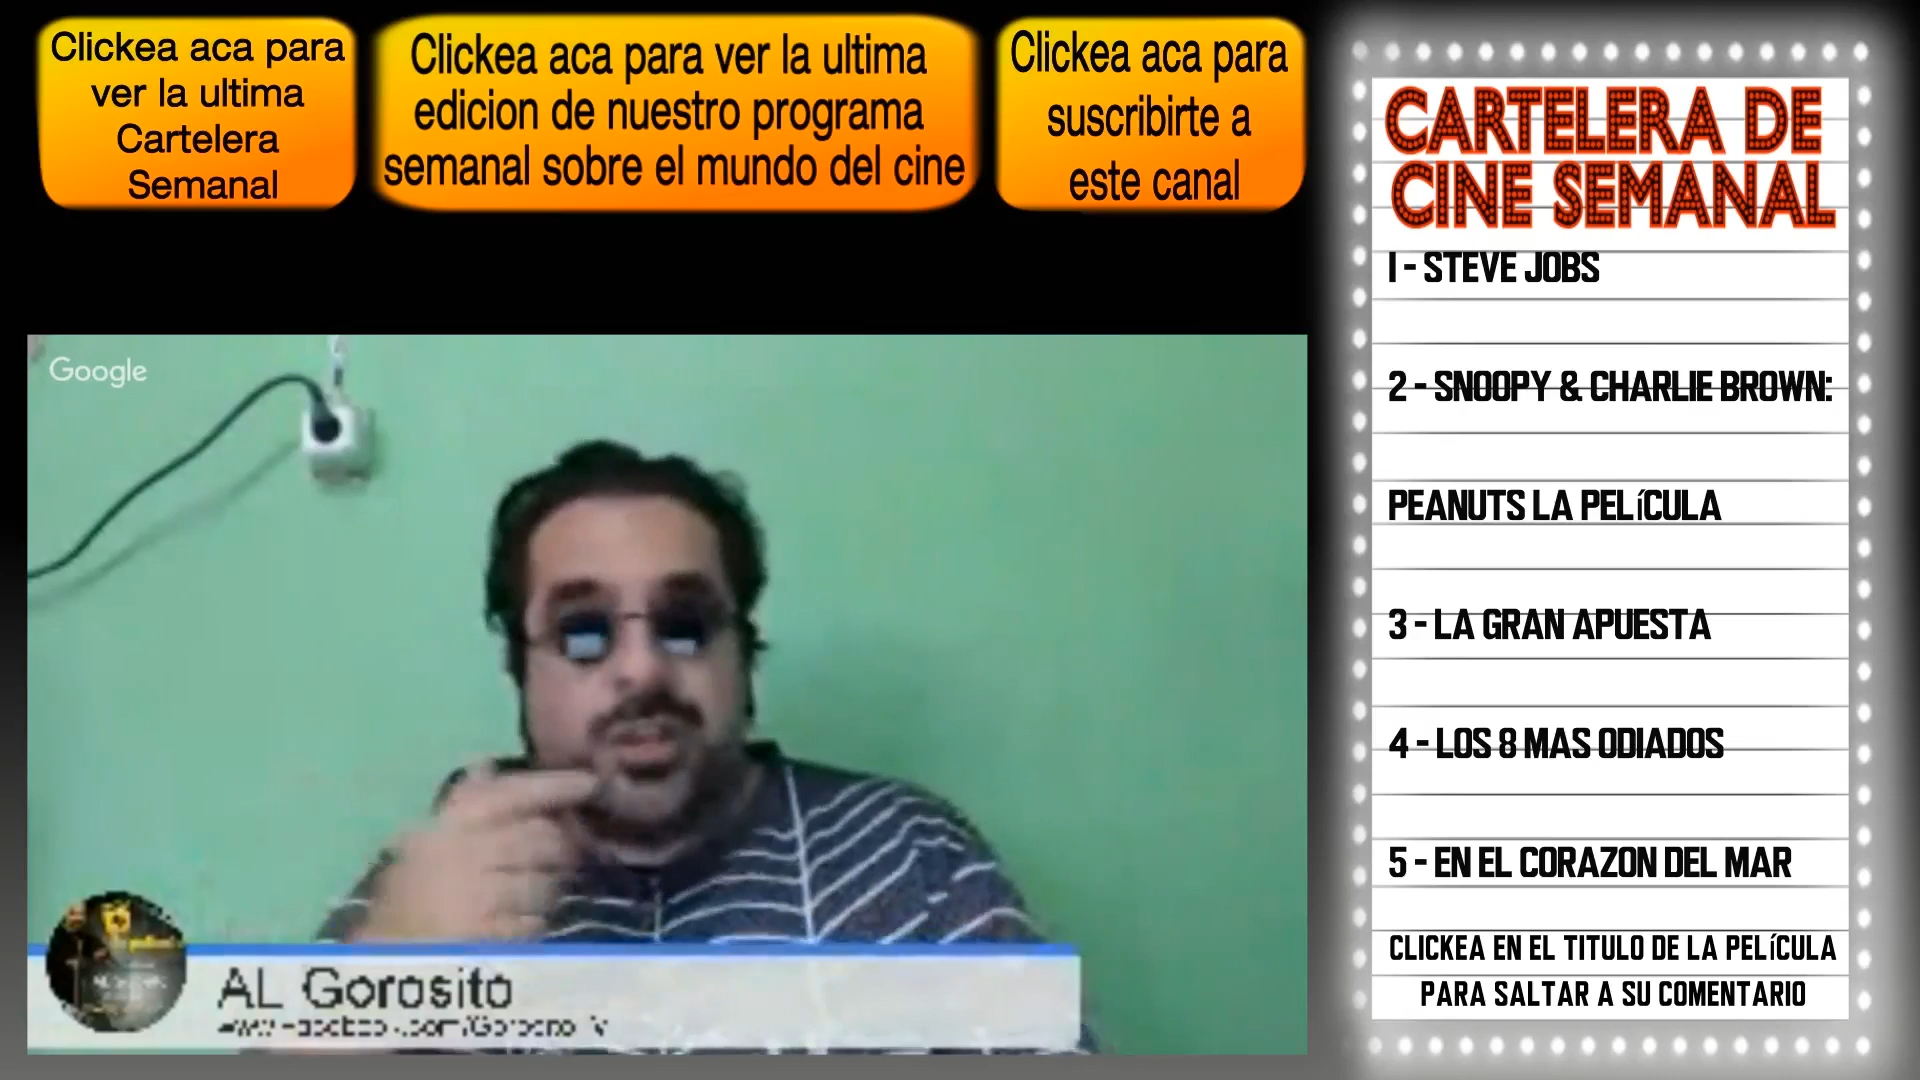 Clickea aca para
ver la ultima
Cartelera
Semanal
Clickea aca para ver la ultima
edicion de nuestro programa
semanal sobre el mundo del cine
Clickea aca para
suscribirte a
este canal
CARTELERA DE
CINE SEMANAL
1 - STEVE JOBS
2 - SNOOPY & CHARLIE BROWN:
PEANUTS LA PELíCULA
3 - LA GRAN APUESTA
4 - LOS 8 MAS ODIADOS
5 - EN EL CORAZON DEL MAR
CLICKEA EN EL TITULO DE LA PELíCULA
PARA SALTAR A SU COMENTARIO
Google
AL Gorosito